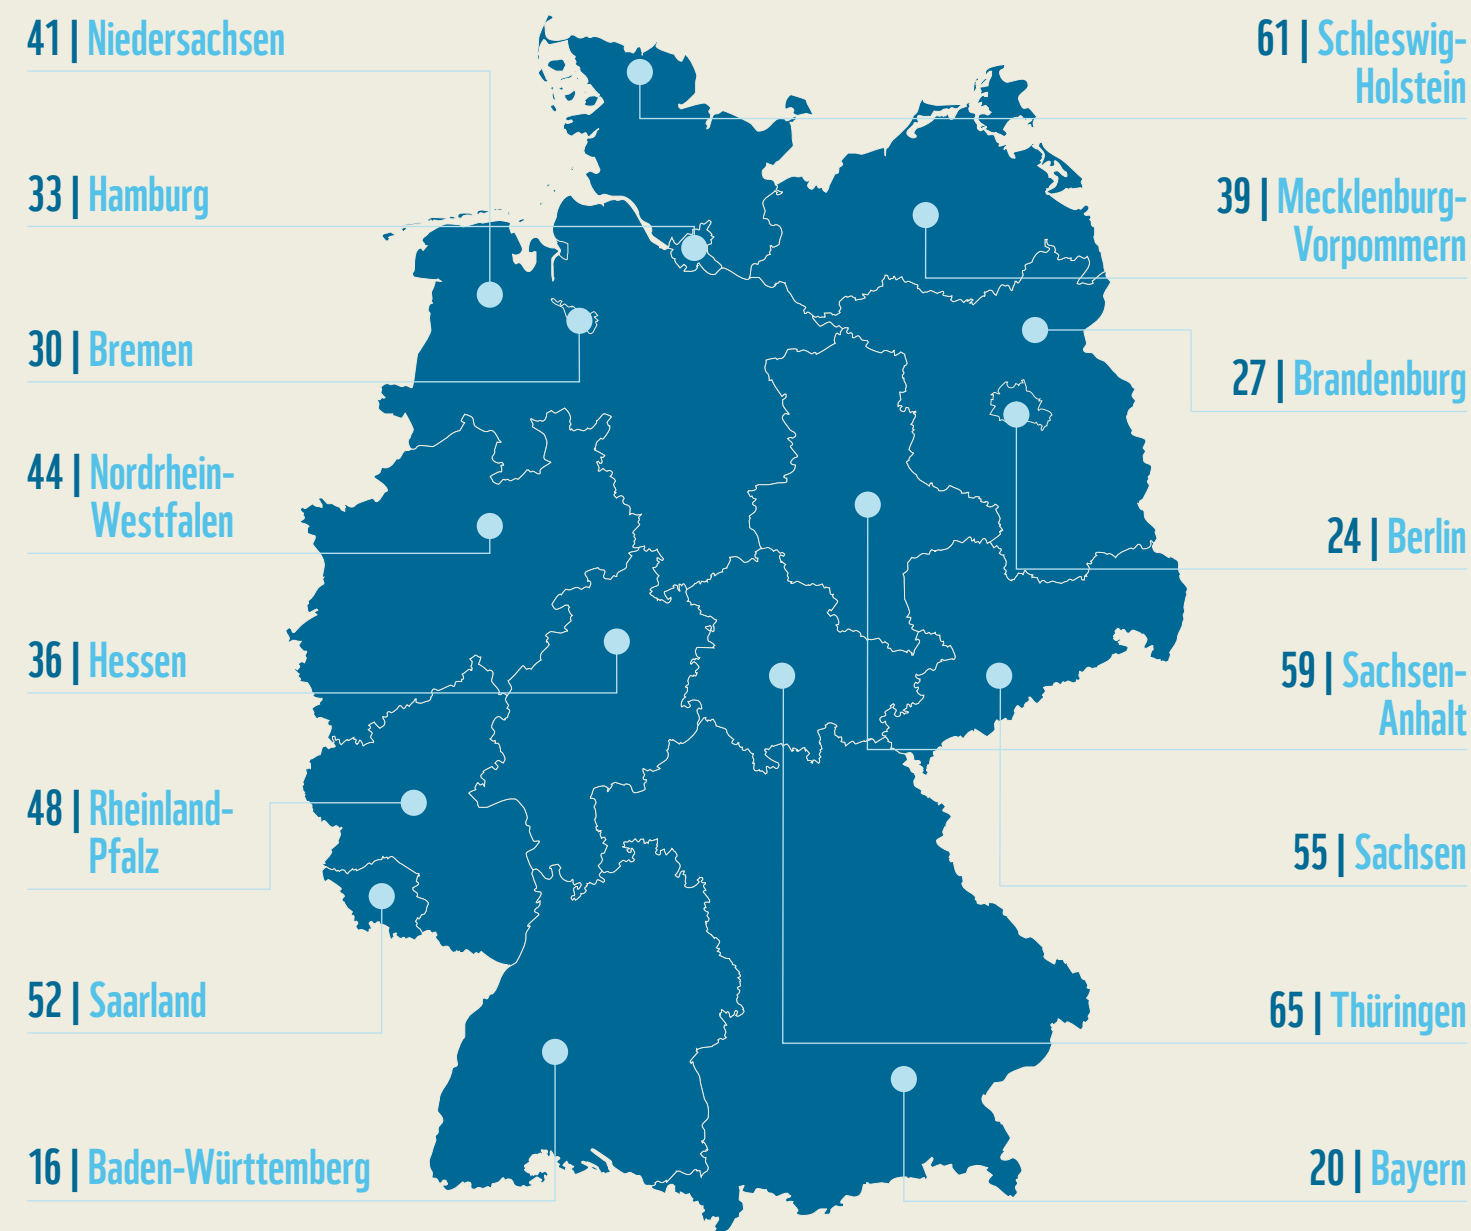 41 | Niedersachsen
33 | Hamburg
30 | Bremen
44 | Nordrhein-
Westfalen
36 | Hessen
48 | Rheinland-
Pfalz
52 | Saarland
16 | Baden-Württemberg
61 | Schleswig-
Holstein
39 | Mecklenburg-
Vorpommern
27 | Brandenburg
24 | Berlin
59 | Sachsen-
Anhalt
55 | Sachsen
65 | Thüringen
20 | Bayern